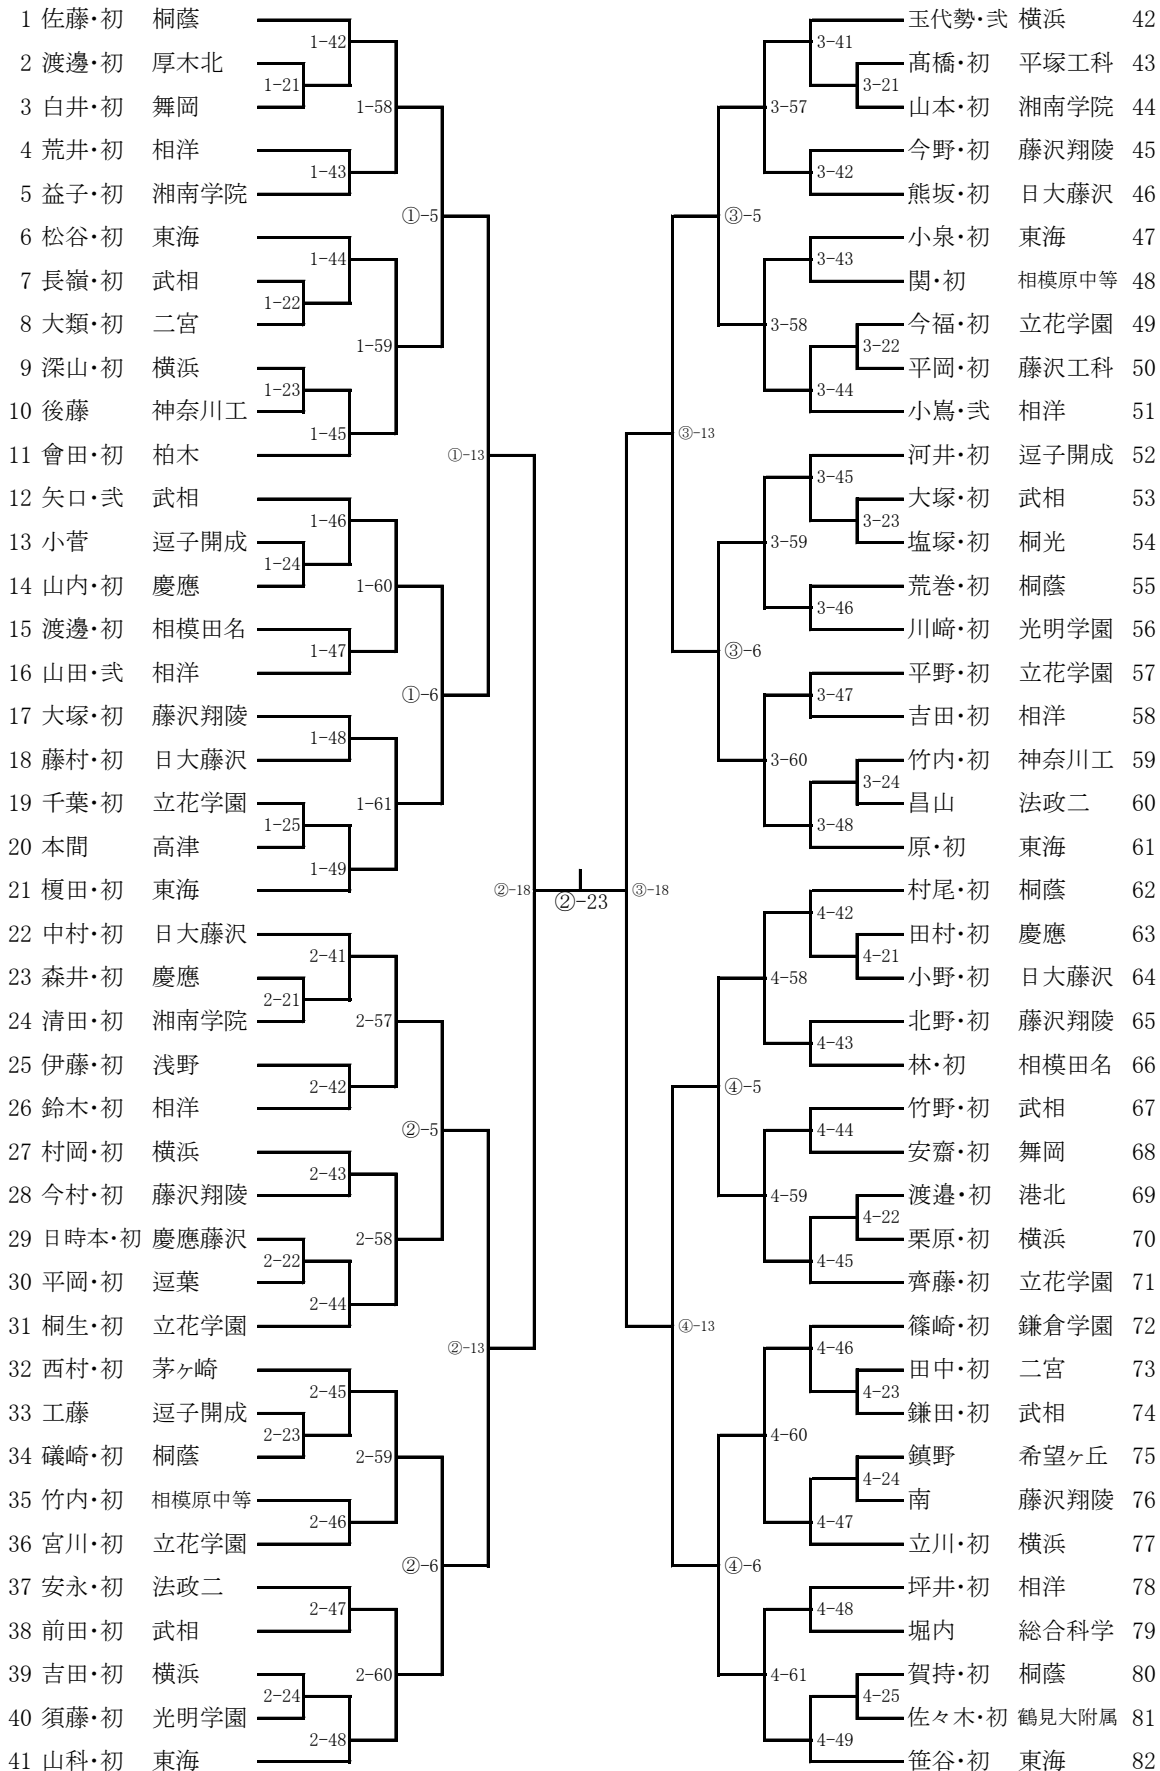 1 佐藤・初 桐蔭
2 渡邊・初 厚木北
3 白井・初 舞岡
4 荒井・初 相洋
5 益子・初 湘南学院
6 松谷・初 東海
7 長嶺・初 武相
8 大類・初 二宮
9 深山・初 横浜
10 後藤 神奈川工
11 會田・初 柏木
12 矢口・弐 武相
13 小菅 逗子開成
14 山内・初 慶應
15 渡邊・初 相模田名
16 山田・弐 相洋
17 大塚・初 藤沢翔陵
18 藤村・初 日大藤沢
19 千葉・初 立花学園
20 本間 高津
21 榎田・初 東海
22 中村・初 日大藤沢
23 森井・初 慶應
24 清田・初 湘南学院
25 伊藤・初 浅野
26 鈴木・初 相洋
27 村岡・初 横浜
28 今村・初 藤沢翔陵
29 日時本・初 慶應藤沢
30 平岡・初 逗葉
31 桐生・初 立花学園
32 西村・初 茅ヶ崎
33 工藤 逗子開成
34 礒崎・初 桐蔭
35 竹内・初 相模原中等
36 宮川・初 立花学園
37 安永・初 法政二
38 前田・初 武相
39 吉田・初 横浜
40 須藤・初 光明学園
41 山科・初 東海
1-42
1-21
1-58
1-43
①-5
1-44
1-22
1-59
1-23
1-45
①-13
1-46
1-24
1-60
1-47
①-6
1-48
1-61
1-25
1-49
②-18
2-41
2-21
2-57
2-42
②-5
2-43
2-58
2-22
2-44
②-13
2-45
2-23
2-59
2-46
②-6
2-47
2-60
2-24
2-48
②-23
3-41
3-21
3-57
3-42
③-5
3-43
3-58
3-22
3-44
③-13
3-45
3-23
3-59
3-46
③-6
3-47
3-60
3-24
3-48
③-18
4-42
4-21
4-58
4-43
④-5
4-44
4-59
4-22
4-45
④-13
4-46
4-23
4-60
4-24
4-47
④-6
4-48
4-61
4-25
4-49
玉代勢・弐 横浜 42
髙橋・初 平塚工科 43
山本・初 湘南学院 44
今野・初 藤沢翔陵 45
熊坂・初 日大藤沢 46
小泉・初 東海 47
関・初 相模原中等 48
今福・初 立花学園 49
平岡・初 藤沢工科 50
小嶌・弐 相洋 51
河井・初 逗子開成 52
大塚・初 武相 53
塩塚・初 桐光 54
荒巻・初 桐蔭 55
川﨑・初 光明学園 56
平野・初 立花学園 57
吉田・初 相洋 58
竹内・初 神奈川工 59
昌山 法政二 60
原・初 東海 61
村尾・初 桐蔭 62
田村・初 慶應 63
小野・初 日大藤沢 64
北野・初 藤沢翔陵 65
林・初 相模田名 66
竹野・初 武相 67
安齋・初 舞岡 68
渡邉・初 港北 69
栗原・初 横浜 70
齊藤・初 立花学園 71
篠崎・初 鎌倉学園 72
田中・初 二宮 73
鎌田・初 武相 74
鎮野 希望ヶ丘 75
南 藤沢翔陵 76
立川・初 横浜 77
坪井・初 相洋 78
堀内 総合科学 79
賀持・初 桐蔭 80
佐々木・初 鶴見大附属 81
笹谷・初 東海 82